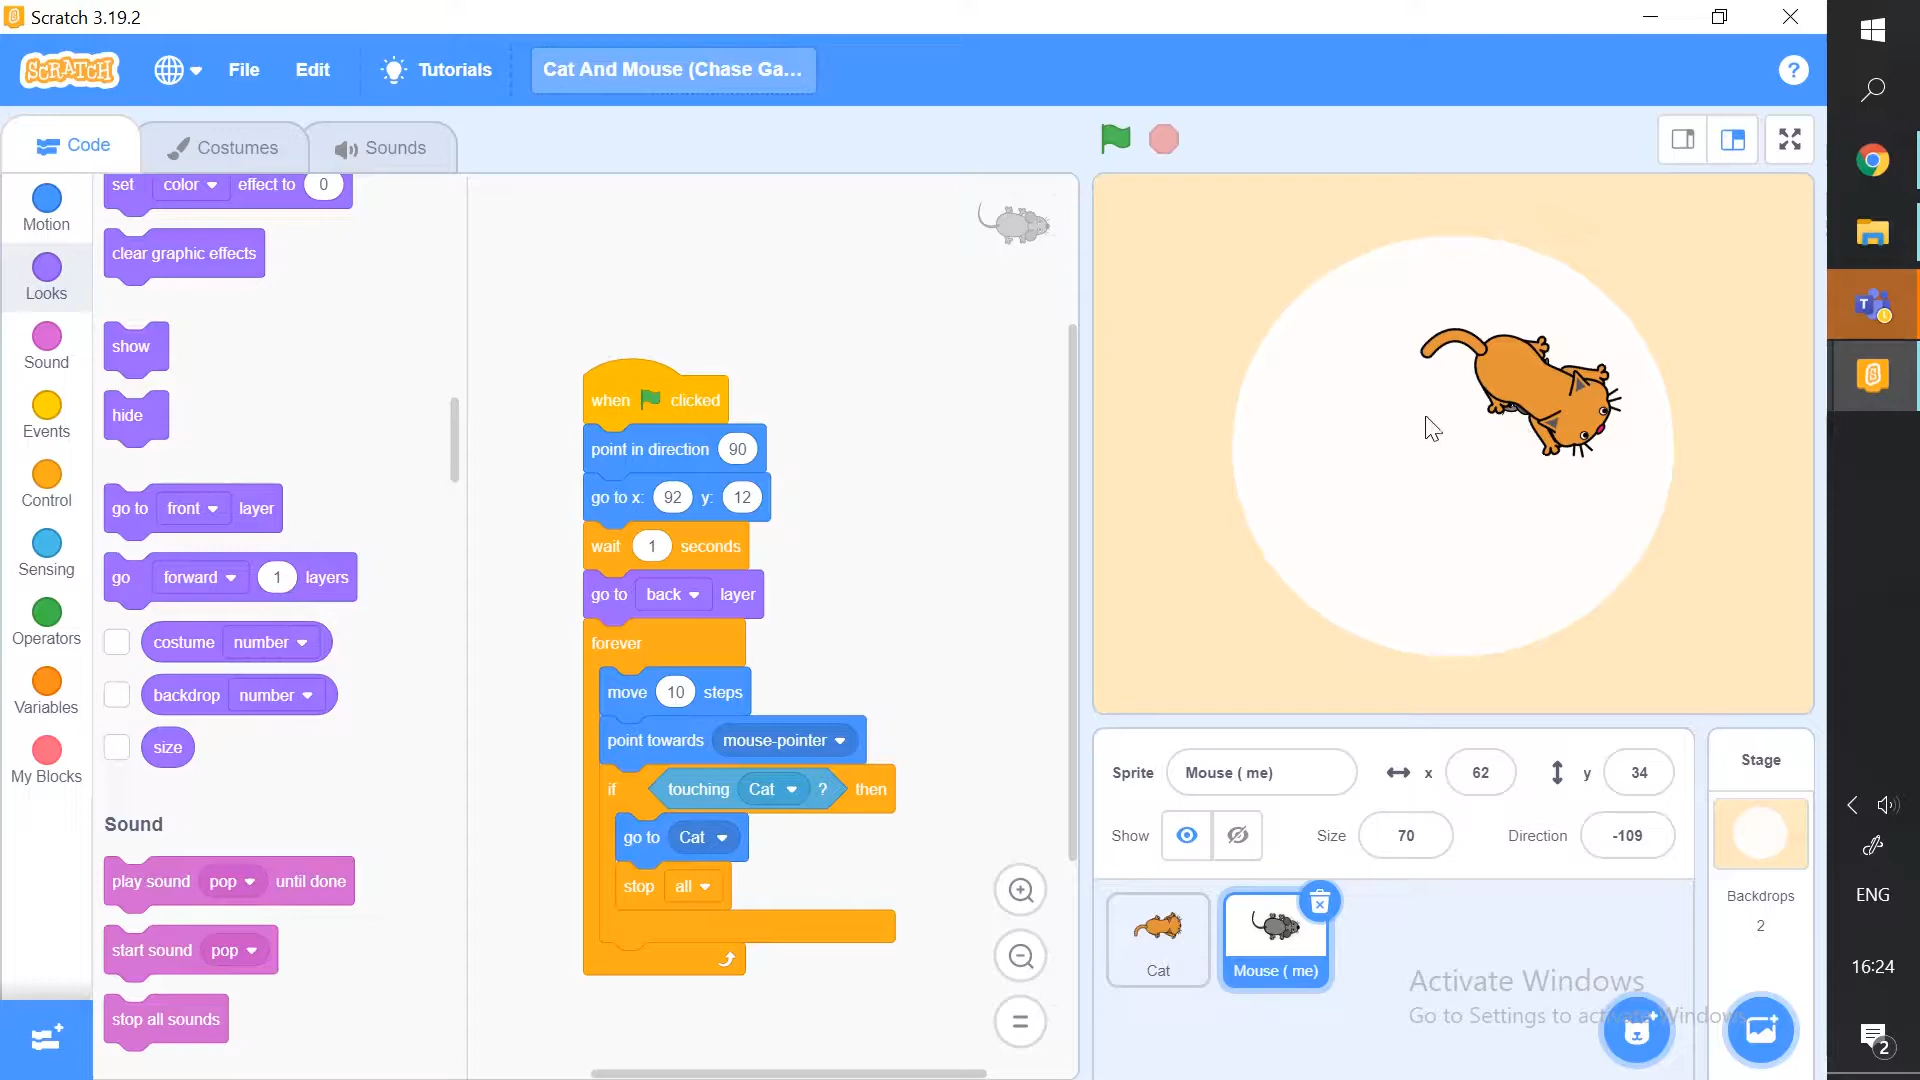 Scratch 3.19.2
SCRATCH
File
Edit
Tutorials
Cat And Mouse (Chase Ga...
?
Code
Costumes
Sounds
Motion
Looks
Sound
Events
Control
Sensing
Operators
Variables
My Blocks
set color effect to 0
clear graphic effects
show
hide
go to front layer
go forward 1 layers
costume number
backdrop number
size
Sound
play sound pop until done
start sound pop
stop all sounds
when clicked
point in direction 90
go to x: 92 y: 12
wait 1 seconds
go to back layer
forever
move 10 steps
point towards mouse-pointer
if touching Cat ? then
go to Cat
stop all
Sprite Mouse ( me) x 62 y 34
Show Size 70 Direction -109
Cat
Mouse ( me)
Stage
Backdrops
2
Activate Windows
Go to Settings to activate Windows
T
ENG
16:24
2